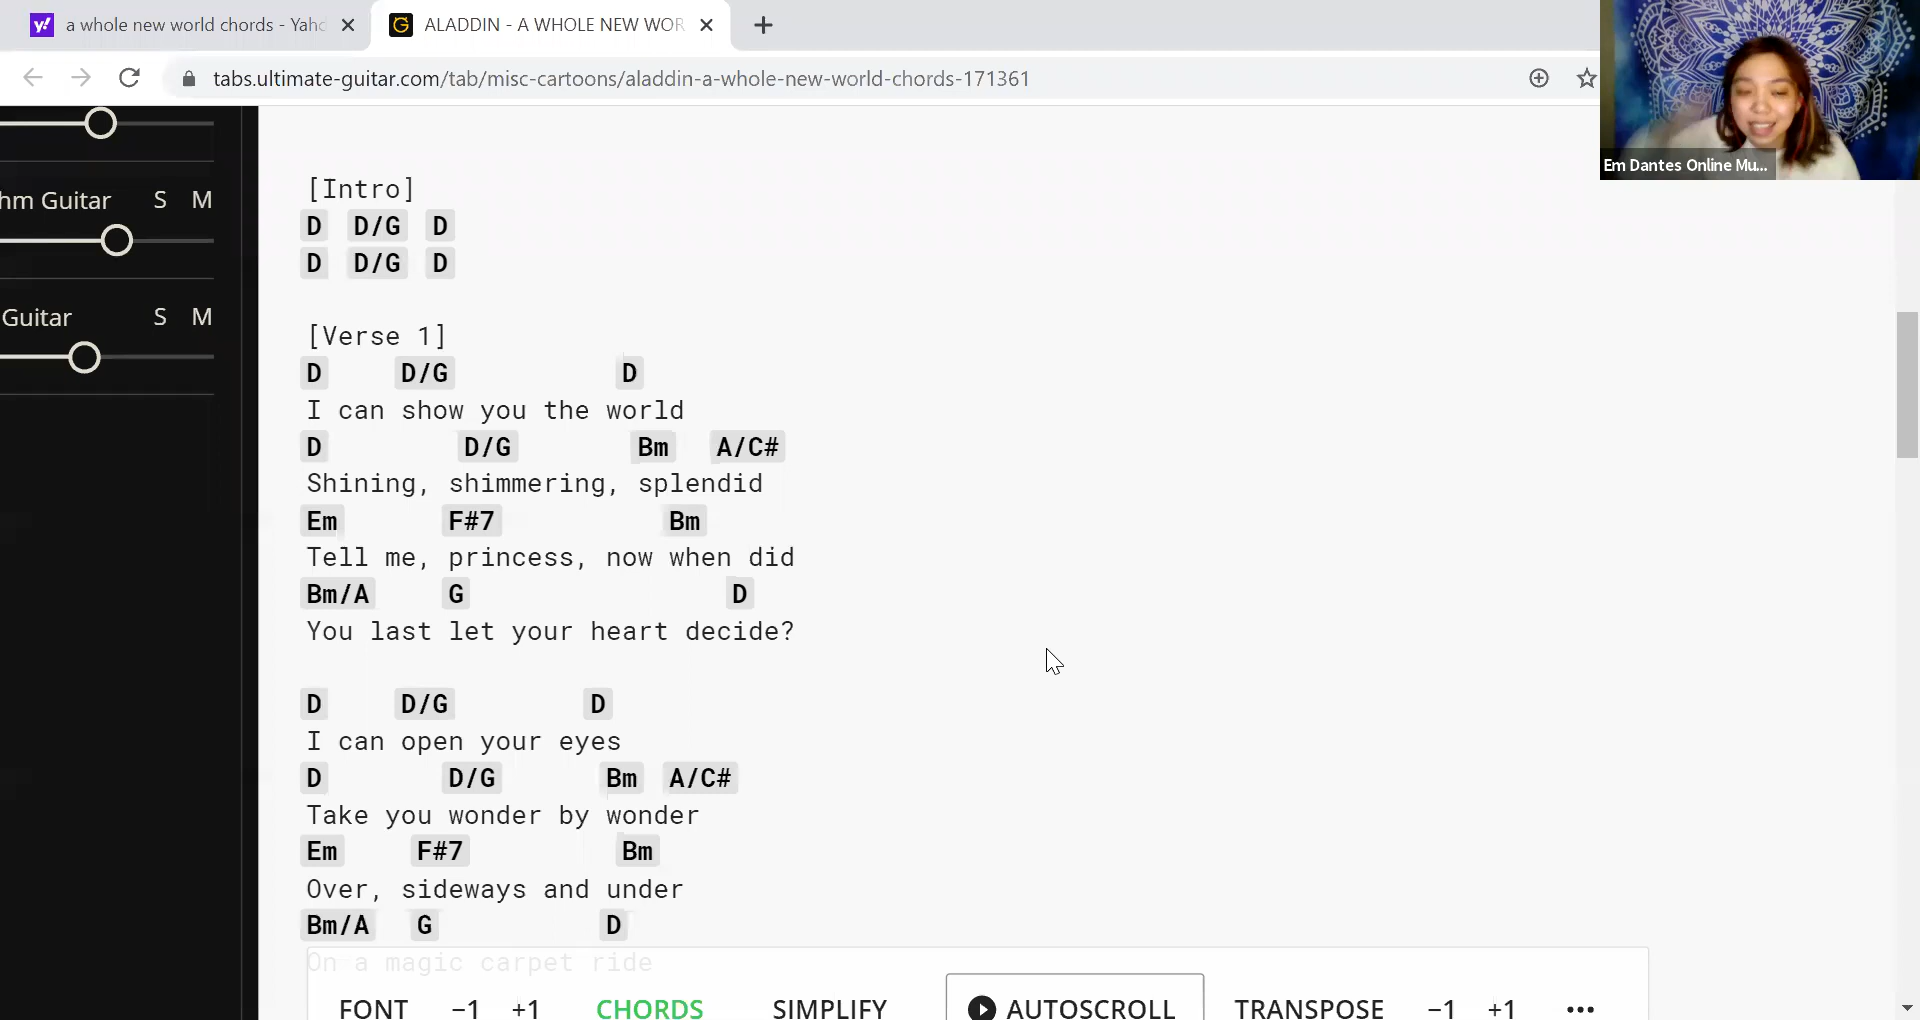 a whole new world chords - Yaho
ALADDIN - A WHOLE NEW WOR
tabs.ultimate-guitar.com/tab/misc-cartoons/aladdin-a-whole-new-world-chords-171361
Em Dantes Online Mu...
hm Guitar S M
Guitar S M
[Intro]
D D/G D
D D/G D
[Verse 1]
D D/G D
I can show you the world
D D/G Bm A/C#
Shining, shimmering, splendid
Em F#7 Bm
Tell me, princess, now when did
Bm/A G D
You last let your heart decide?
D D/G D
I can open your eyes
D D/G Bm A/C#
Take you wonder by wonder
Em F#7 Bm
Over, sideways and under
Bm/A G D
On a magic carpet ride
FONT −1 +1 CHORDS SIMPLIFY AUTOSCROLL TRANSPOSE −1 +1 •••